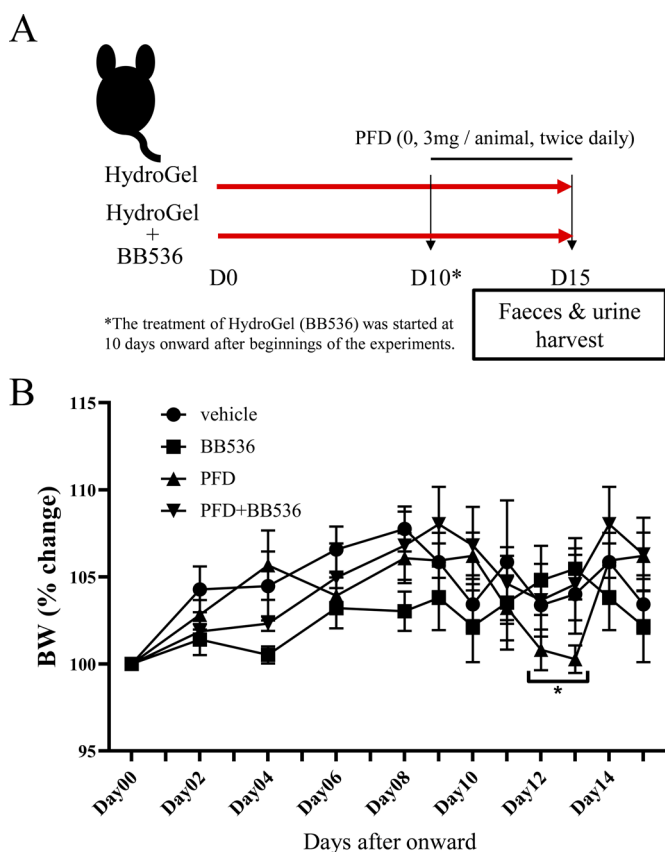 A
PFD (0, 3mg / animal, twice daily)
HydroGel
HydroGel
+
BB536
D0
D10*
D15
*The treatment of HydroGel (BB536) was started at
10 days onward after beginnings of the experiments.
Faeces & urine
harvest
B
115
110
105
100
95
BW (% change)
vehicle
BB536
PFD
PFD+BB536
*
Day00
Day02
Day04
Day06
Day08
Day10
Day12
Day14
Days after onward